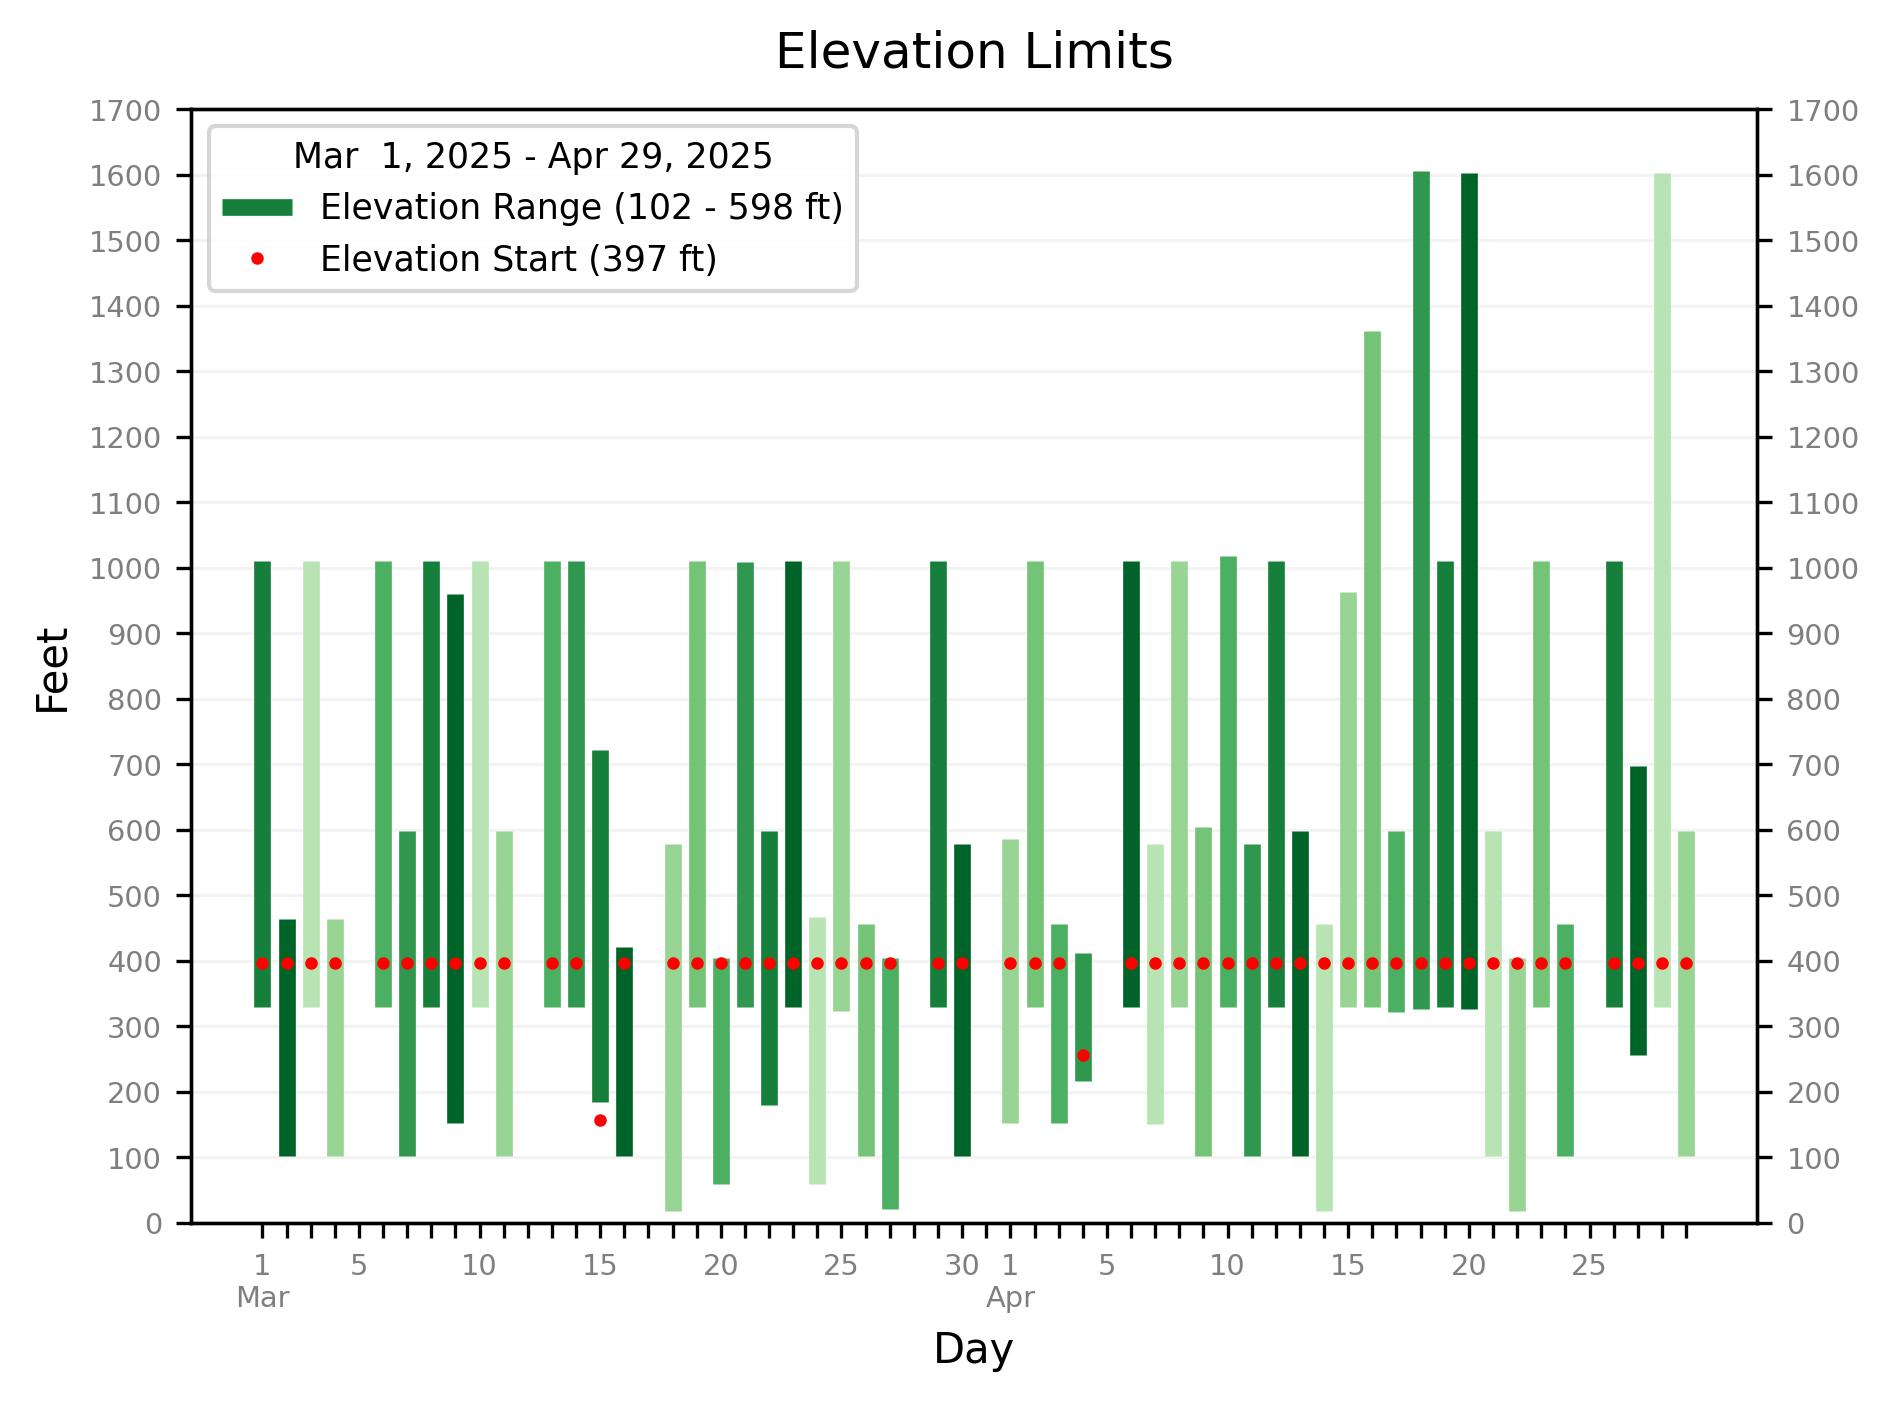 Elevation Limits
Mar  1, 2025 - Apr 29, 2025
Elevation Range (102 - 598 ft)
Elevation Start (397 ft)
1700 1700
1600 1600
1500 1500
1400 1400
1300 1300
1200 1200
1100 1100
1000 1000
900 900
800 800
700 700
600 600
500 500
400 400
300 300
200 200
100 100
0 0
Feet
1 5 10 15 20 25 30 1 5 10 15 20 25
Mar Apr
Day